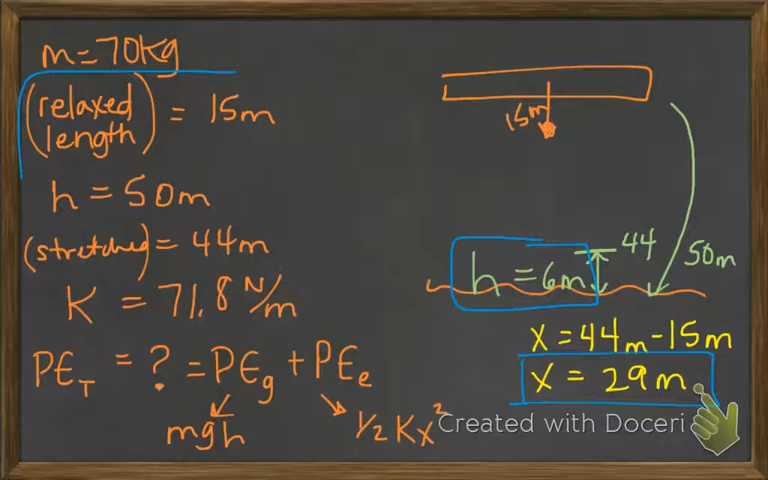 m = 70Kg
(relaxed length) = 15m
h = 50m
(stretched) = 44m
K = 71.8 N/m
PE_T = ? = PE_g + PE_e
mgh
1/2 Kx²
15m
h = 6m
44
50m
x = 44m - 15m
x = 29m
Created with Doceri